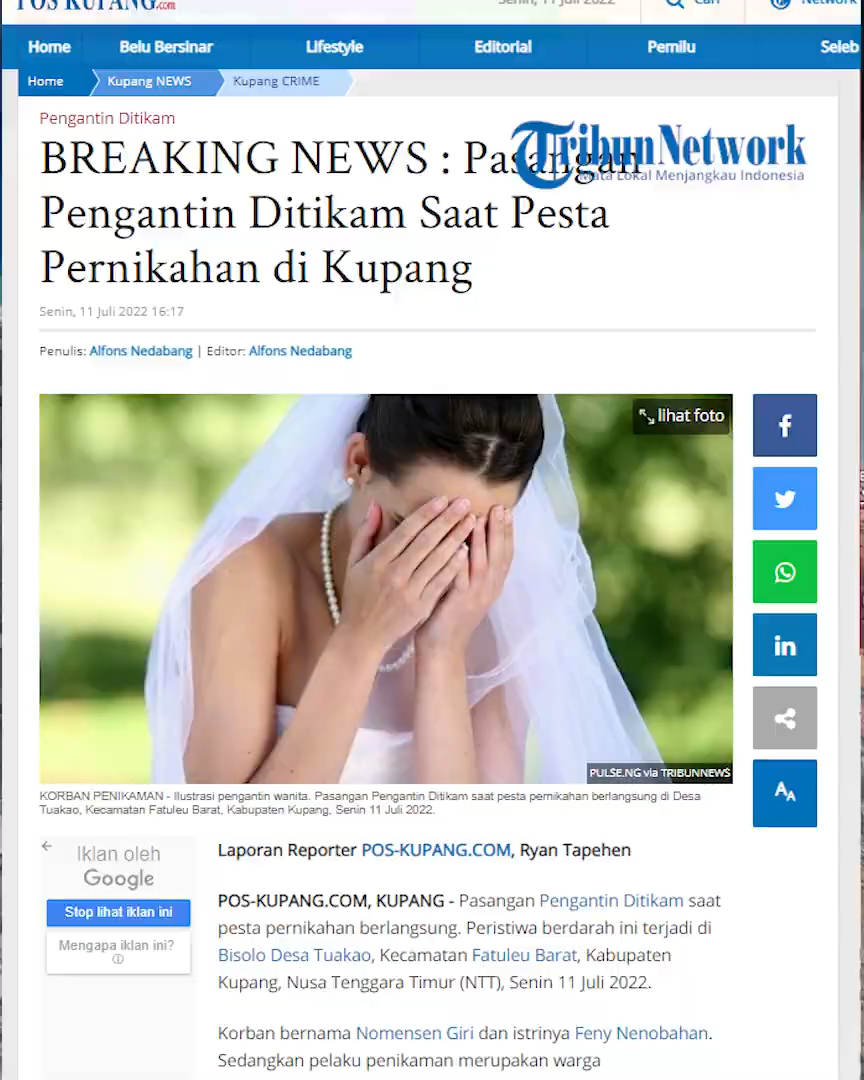 POS KUPANG.com
Senin, 11 Juli 2022
Cari
Network
Home
Belu Bersinar
Lifestyle
Editorial
Pemilu
Seleb
Home
Kupang NEWS
Kupang CRIME
Pengantin Ditikam
BREAKING NEWS : Pasangan
Pengantin Ditikam Saat Pesta
Pernikahan di Kupang
Tribun Network
Mata Lokal Menjangkau Indonesia
Senin, 11 Juli 2022 16:17
Penulis: Alfons Nedabang | Editor: Alfons Nedabang
lihat foto
PULSE.NG via TRIBUNNEWS
KORBAN PENIKAMAN - Ilustrasi pengantin wanita. Pasangan Pengantin Ditikam saat pesta pernikahan berlangsung di Desa
Tuakao, Kecamatan Fatuleu Barat, Kabupaten Kupang, Senin 11 Juli 2022.
Iklan oleh
Google
Stop lihat iklan ini
Mengapa iklan ini?
Laporan Reporter POS-KUPANG.COM, Ryan Tapehen
POS-KUPANG.COM, KUPANG - Pasangan Pengantin Ditikam saat
pesta pernikahan berlangsung. Peristiwa berdarah ini terjadi di
Bisolo Desa Tuakao, Kecamatan Fatuleu Barat, Kabupaten
Kupang, Nusa Tenggara Timur (NTT), Senin 11 Juli 2022.
Korban bernama Nomensen Giri dan istrinya Feny Nenobahan.
Sedangkan pelaku penikaman merupakan warga